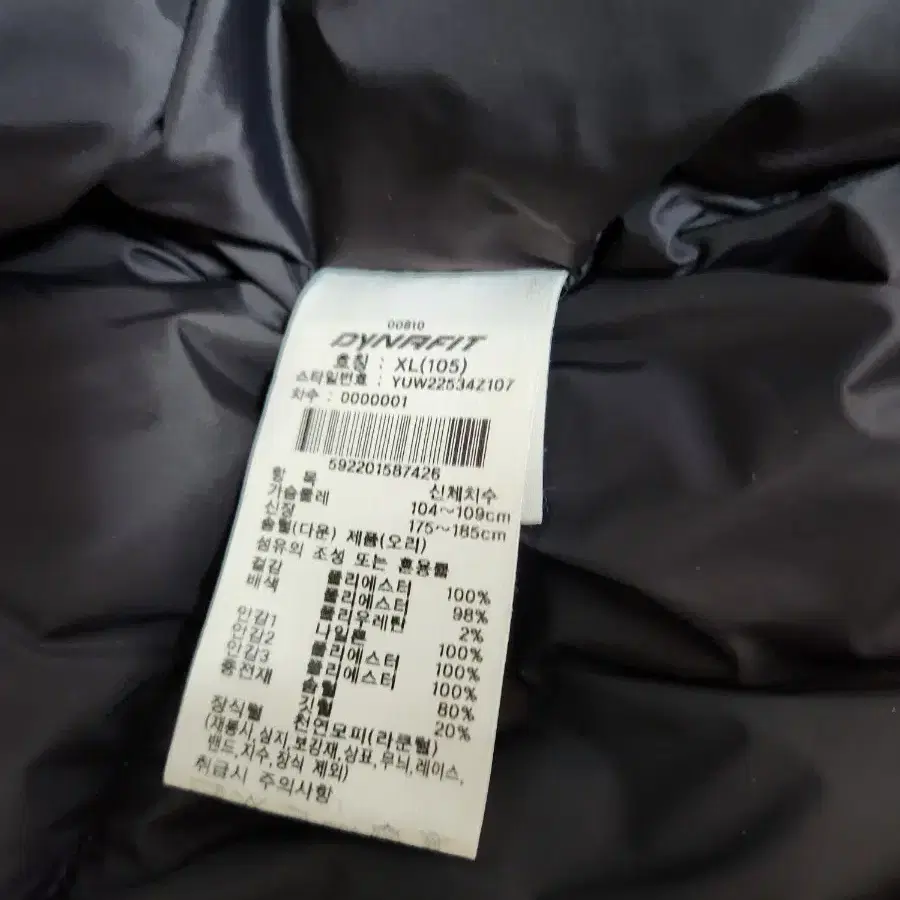 00810
DYNAFIT
호칭 : XL(105)
스타일번호 : YUW22534Z107
차수 : 0000001
592201587426
항 목 신체치수
가슴둘레 104~109cm
신장 175~185cm
솜털(다운) 제품(오리)
섬유의 조성 또는 혼용률
겉감 폴리에스터 100%
배색 폴리에스터 98%
폴리우레탄 2%
안감1 나일론 100%
안감2 폴리에스터 100%
안감3 폴리에스터 100%
충전재 솜털 80%
깃털 20%
장식털 천연모피(라쿤털)
(재봉시,심지,보강재,상표,무늬,레이스,
밴드,자수,장식 제외)
취급시 주의사항